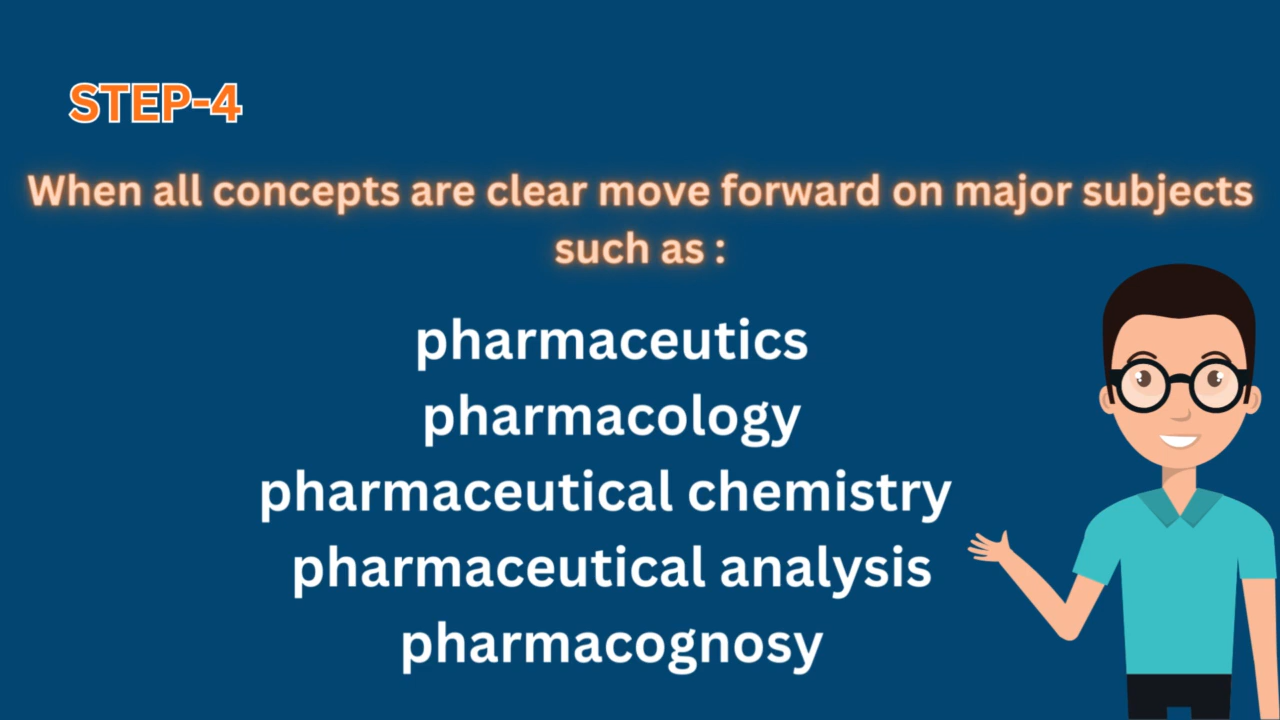 STEP-4
When all concepts are clear move forward on major subjects
such as :
pharmaceutics
pharmacology
pharmaceutical chemistry
pharmaceutical analysis
pharmacognosy